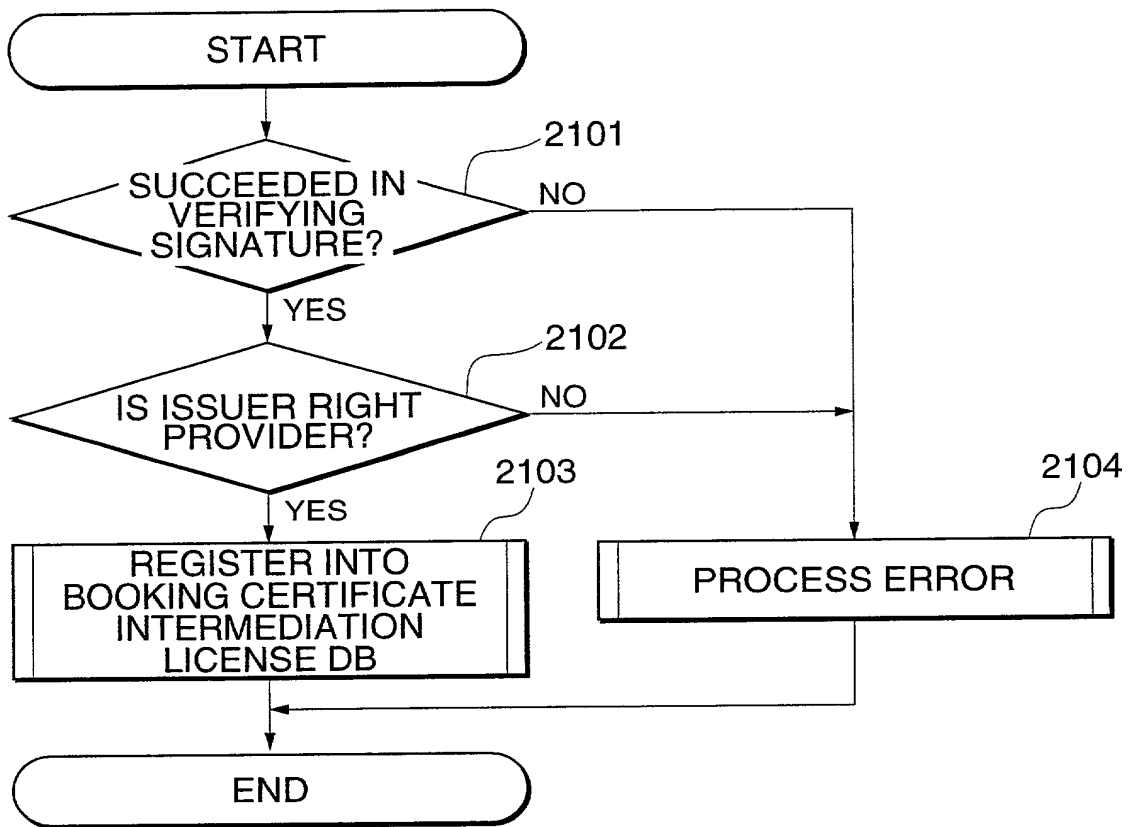 START
2101
SUCCEEDED IN
VERIFYING
SIGNATURE?
NO
YES
2102
IS ISSUER RIGHT
PROVIDER?
NO
YES
2103
REGISTER INTO
BOOKING CERTIFICATE
INTERMEDIATION
LICENSE DB
2104
PROCESS ERROR
END